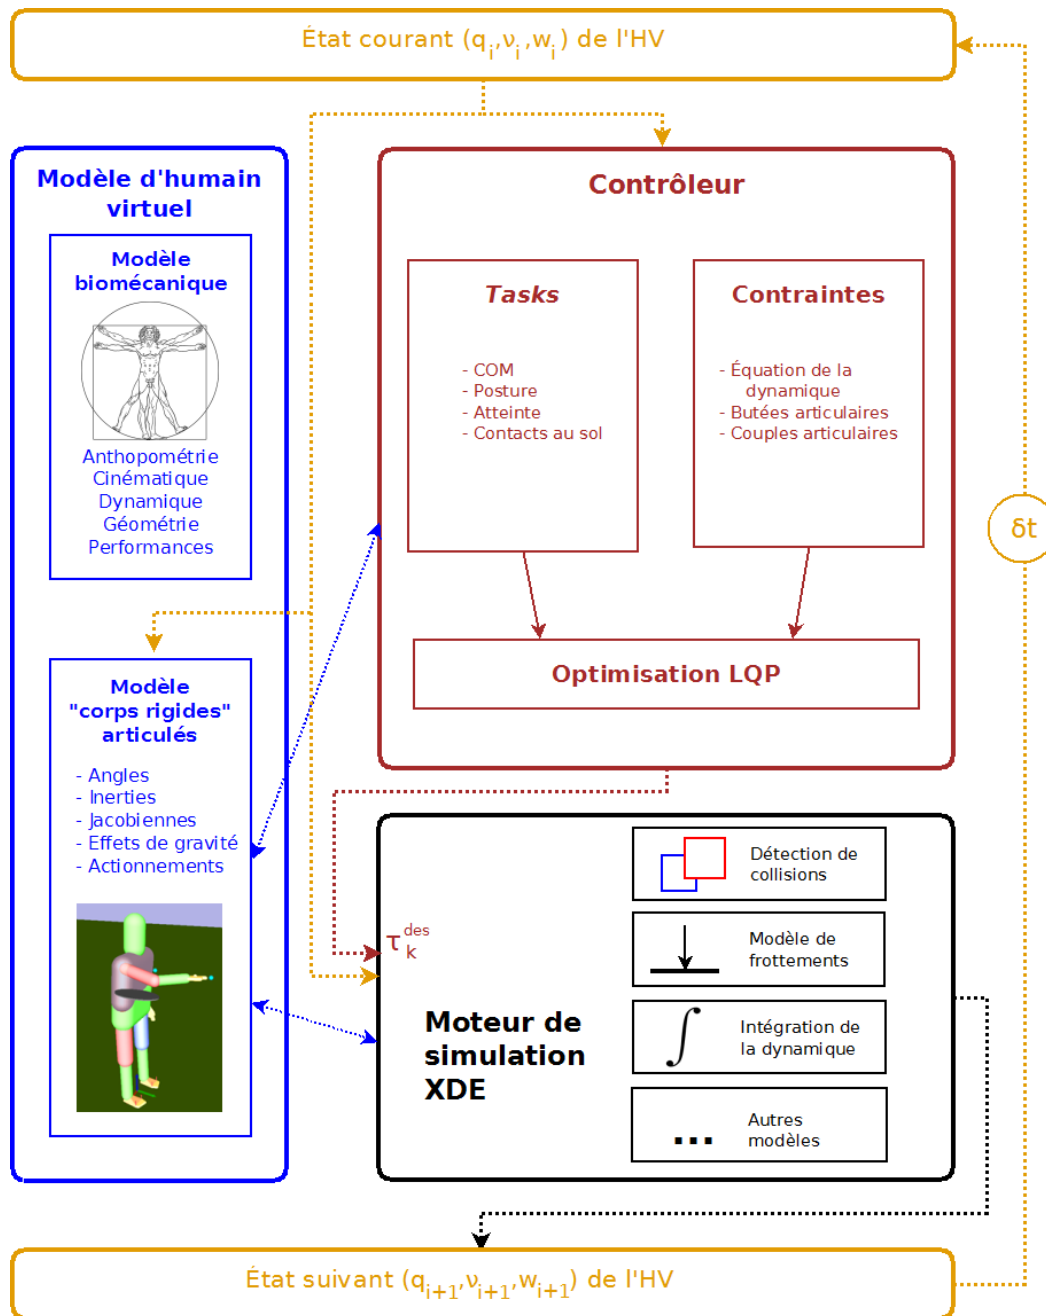 État courant (qᵢ,νᵢ,wᵢ) de l'HV
Modèle d'humain
virtuel
Modèle
biomécanique
Anthopométrie
Cinématique
Dynamique
Géométrie
Performances
Modèle
"corps rigides"
articulés
- Angles
- Inerties
- Jacobiennes
- Effets de gravité
- Actionnements
Contrôleur
Tasks
- COM
- Posture
- Atteinte
- Contacts au sol
Contraintes
- Équation de la
dynamique
- Butées articulaires
- Couples articulaires
Optimisation LQP
δt
τ_k^des
Moteur de
simulation
XDE
Détection de
collisions
Modèle de
frottements
∫
Intégration de
la dynamique
...
Autres
modèles
État suivant (qᵢ₊₁,νᵢ₊₁,wᵢ₊₁) de l'HV